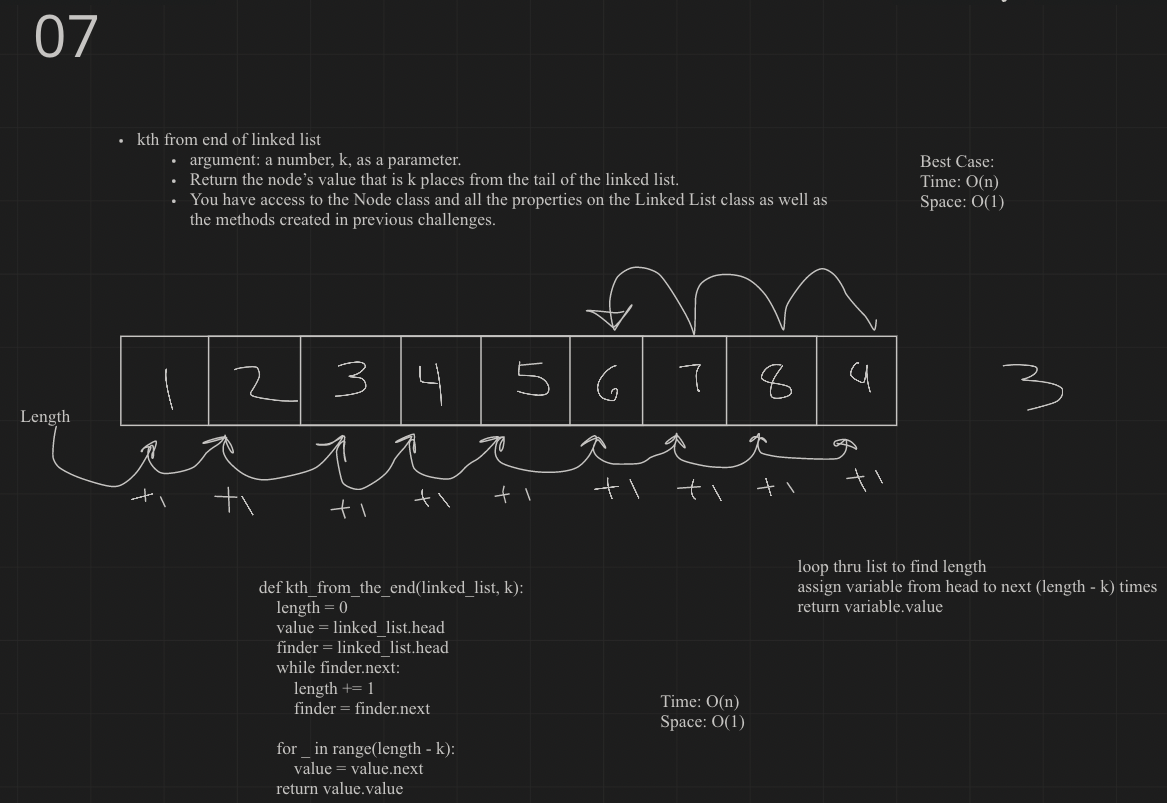 07
• kth from end of linked list
• argument: a number, k, as a parameter.
• Return the node’s value that is k places from the tail of the linked list.
• You have access to the Node class and all the properties on the Linked List class as well as
the methods created in previous challenges.
Best Case:
Time: O(n)
Space: O(1)
1 2 3 4 5 6 7 8 9
3
Length
+1 +1 +1 +1 +1 +1 +1 +1 +1
loop thru list to find length
assign variable from head to next (length - k) times
return variable.value
def kth_from_the_end(linked_list, k):
    length = 0
    value = linked_list.head
    finder = linked_list.head
    while finder.next:
        length += 1
        finder = finder.next

    for _ in range(length - k):
        value = value.next
    return value.value
Time: O(n)
Space: O(1)